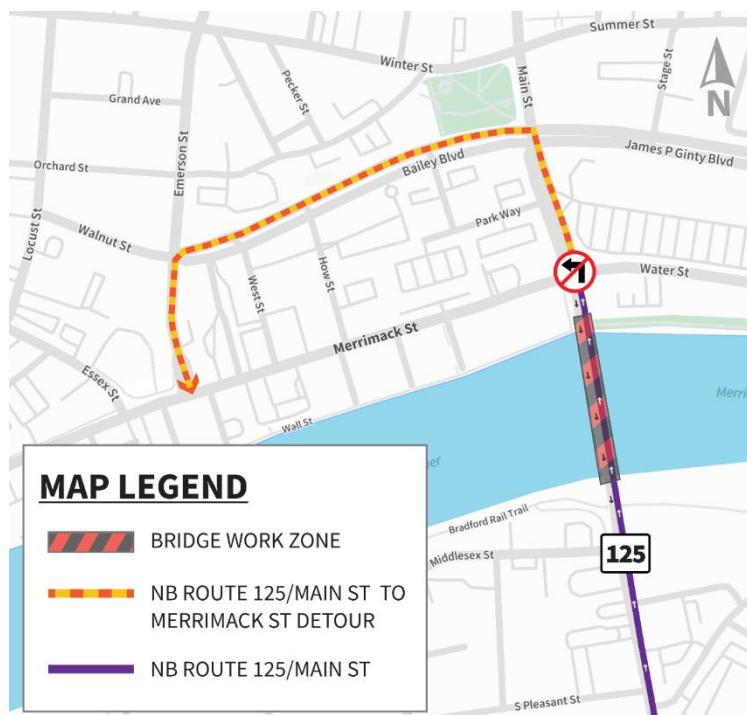 Summer St
Winter St
Main St
Stage St
N
Pecker St
Grand Ave
Emerson St
James P Ginty Blvd
Bailey Blvd
Orchard St
Locust St
Walnut St
Park Way
West St
How St
Water St
Merrimack St
Essex St
Wall St
Merri
er
MAP LEGEND
BRIDGE WORK ZONE
NB ROUTE 125/MAIN ST TO
MERRIMACK ST DETOUR
NB ROUTE 125/MAIN ST
Bradford Rail Trail
Middlesex St
125
S Pleasant St